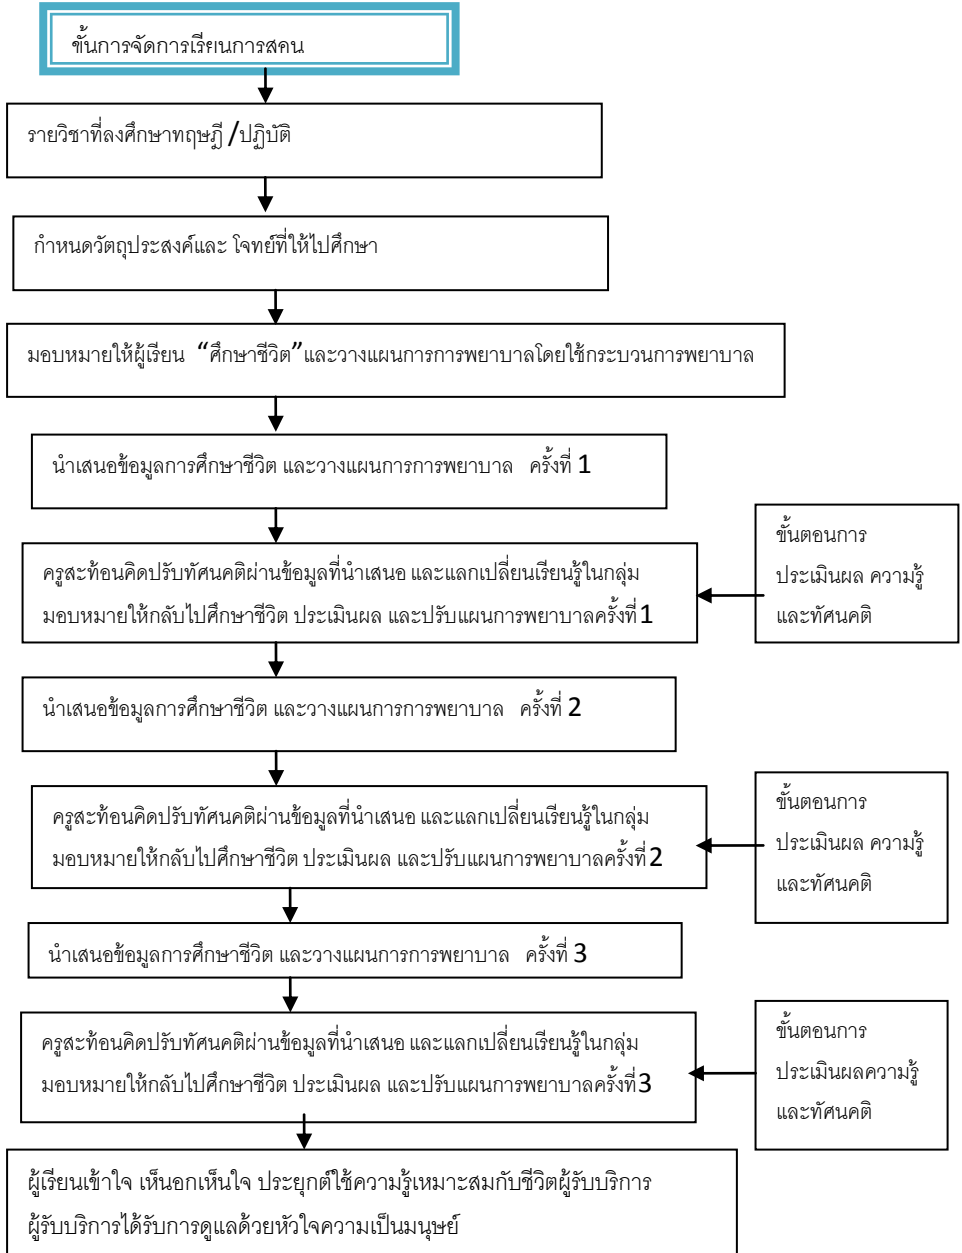 ขั้นการจัดการเรียนการสคน
รายวิชาที่ลงศึกษาทฤษฎี /ปฏิบัติ
กำหนดวัตถุประสงค์และ โจทย์ที่ให้ไปศึกษา
มอบหมายให้ผู้เรียน “ศึกษาชีวิต”และวางแผนการการพยาบาลโดยใช้กระบวนการพยาบาล
นำเสนอข้อมูลการศึกษาชีวิต และวางแผนการการพยาบาล ครั้งที่ 1
ครูสะท้อนคิดปรับทัศนคติผ่านข้อมูลที่นำเสนอ และแลกเปลี่ยนเรียนรู้ในกลุ่ม
มอบหมายให้กลับไปศึกษาชีวิต ประเมินผล และปรับแผนการพยาบาลครั้งที่1
ขั้นตอนการ
ประเมินผล ความรู้
และทัศนคติ
นำเสนอข้อมูลการศึกษาชีวิต และวางแผนการการพยาบาล ครั้งที่ 2
ครูสะท้อนคิดปรับทัศนคติผ่านข้อมูลที่นำเสนอ และแลกเปลี่ยนเรียนรู้ในกลุ่ม
มอบหมายให้กลับไปศึกษาชีวิต ประเมินผล และปรับแผนการพยาบาลครั้งที่2
ขั้นตอนการ
ประเมินผล ความรู้
และทัศนคติ
นำเสนอข้อมูลการศึกษาชีวิต และวางแผนการการพยาบาล ครั้งที่ 3
ครูสะท้อนคิดปรับทัศนคติผ่านข้อมูลที่นำเสนอ และแลกเปลี่ยนเรียนรู้ในกลุ่ม
มอบหมายให้กลับไปศึกษาชีวิต ประเมินผล และปรับแผนการพยาบาลครั้งที่3
ขั้นตอนการ
ประเมินผลความรู้
และทัศนคติ
ผู้เรียนเข้าใจ เห็นอกเห็นใจ ประยุกต์ใช้ความรู้เหมาะสมกับชีวิตผู้รับบริการ
ผู้รับบริการได้รับการดูแลด้วยหัวใจความเป็นมนุษย์